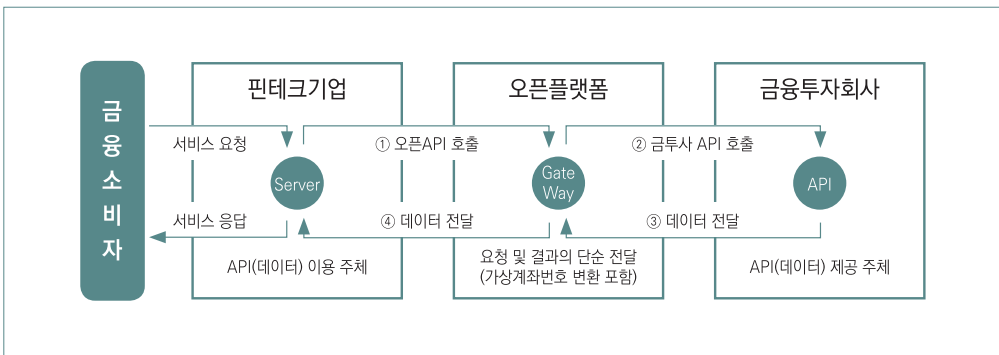 금융소비자
핀테크기업
오픈플랫폼
금융투자회사
서비스 요청
① 오픈API 호출
② 금투사 API 호출
Server
Gate
Way
API
서비스 응답
④ 데이터 전달
③ 데이터 전달
API(데이터) 이용 주체
요청 및 결과의 단순 전달
(가상계좌번호 변환 포함)
API(데이터) 제공 주체